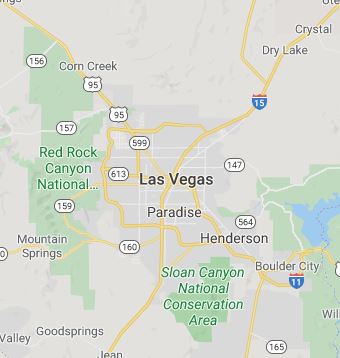 Crystal
Ute
Dry Lake
156
Corn Creek
95
15
95
157
599
Red Rock
Canyon
National...
147
613
Las Vegas
159
Paradise
564
Mountain
Springs
160
Henderson
Boulder City
Sloan Canyon
National
Conservation
Area
11
Wil
Valley
Goodsprings
165
Jean